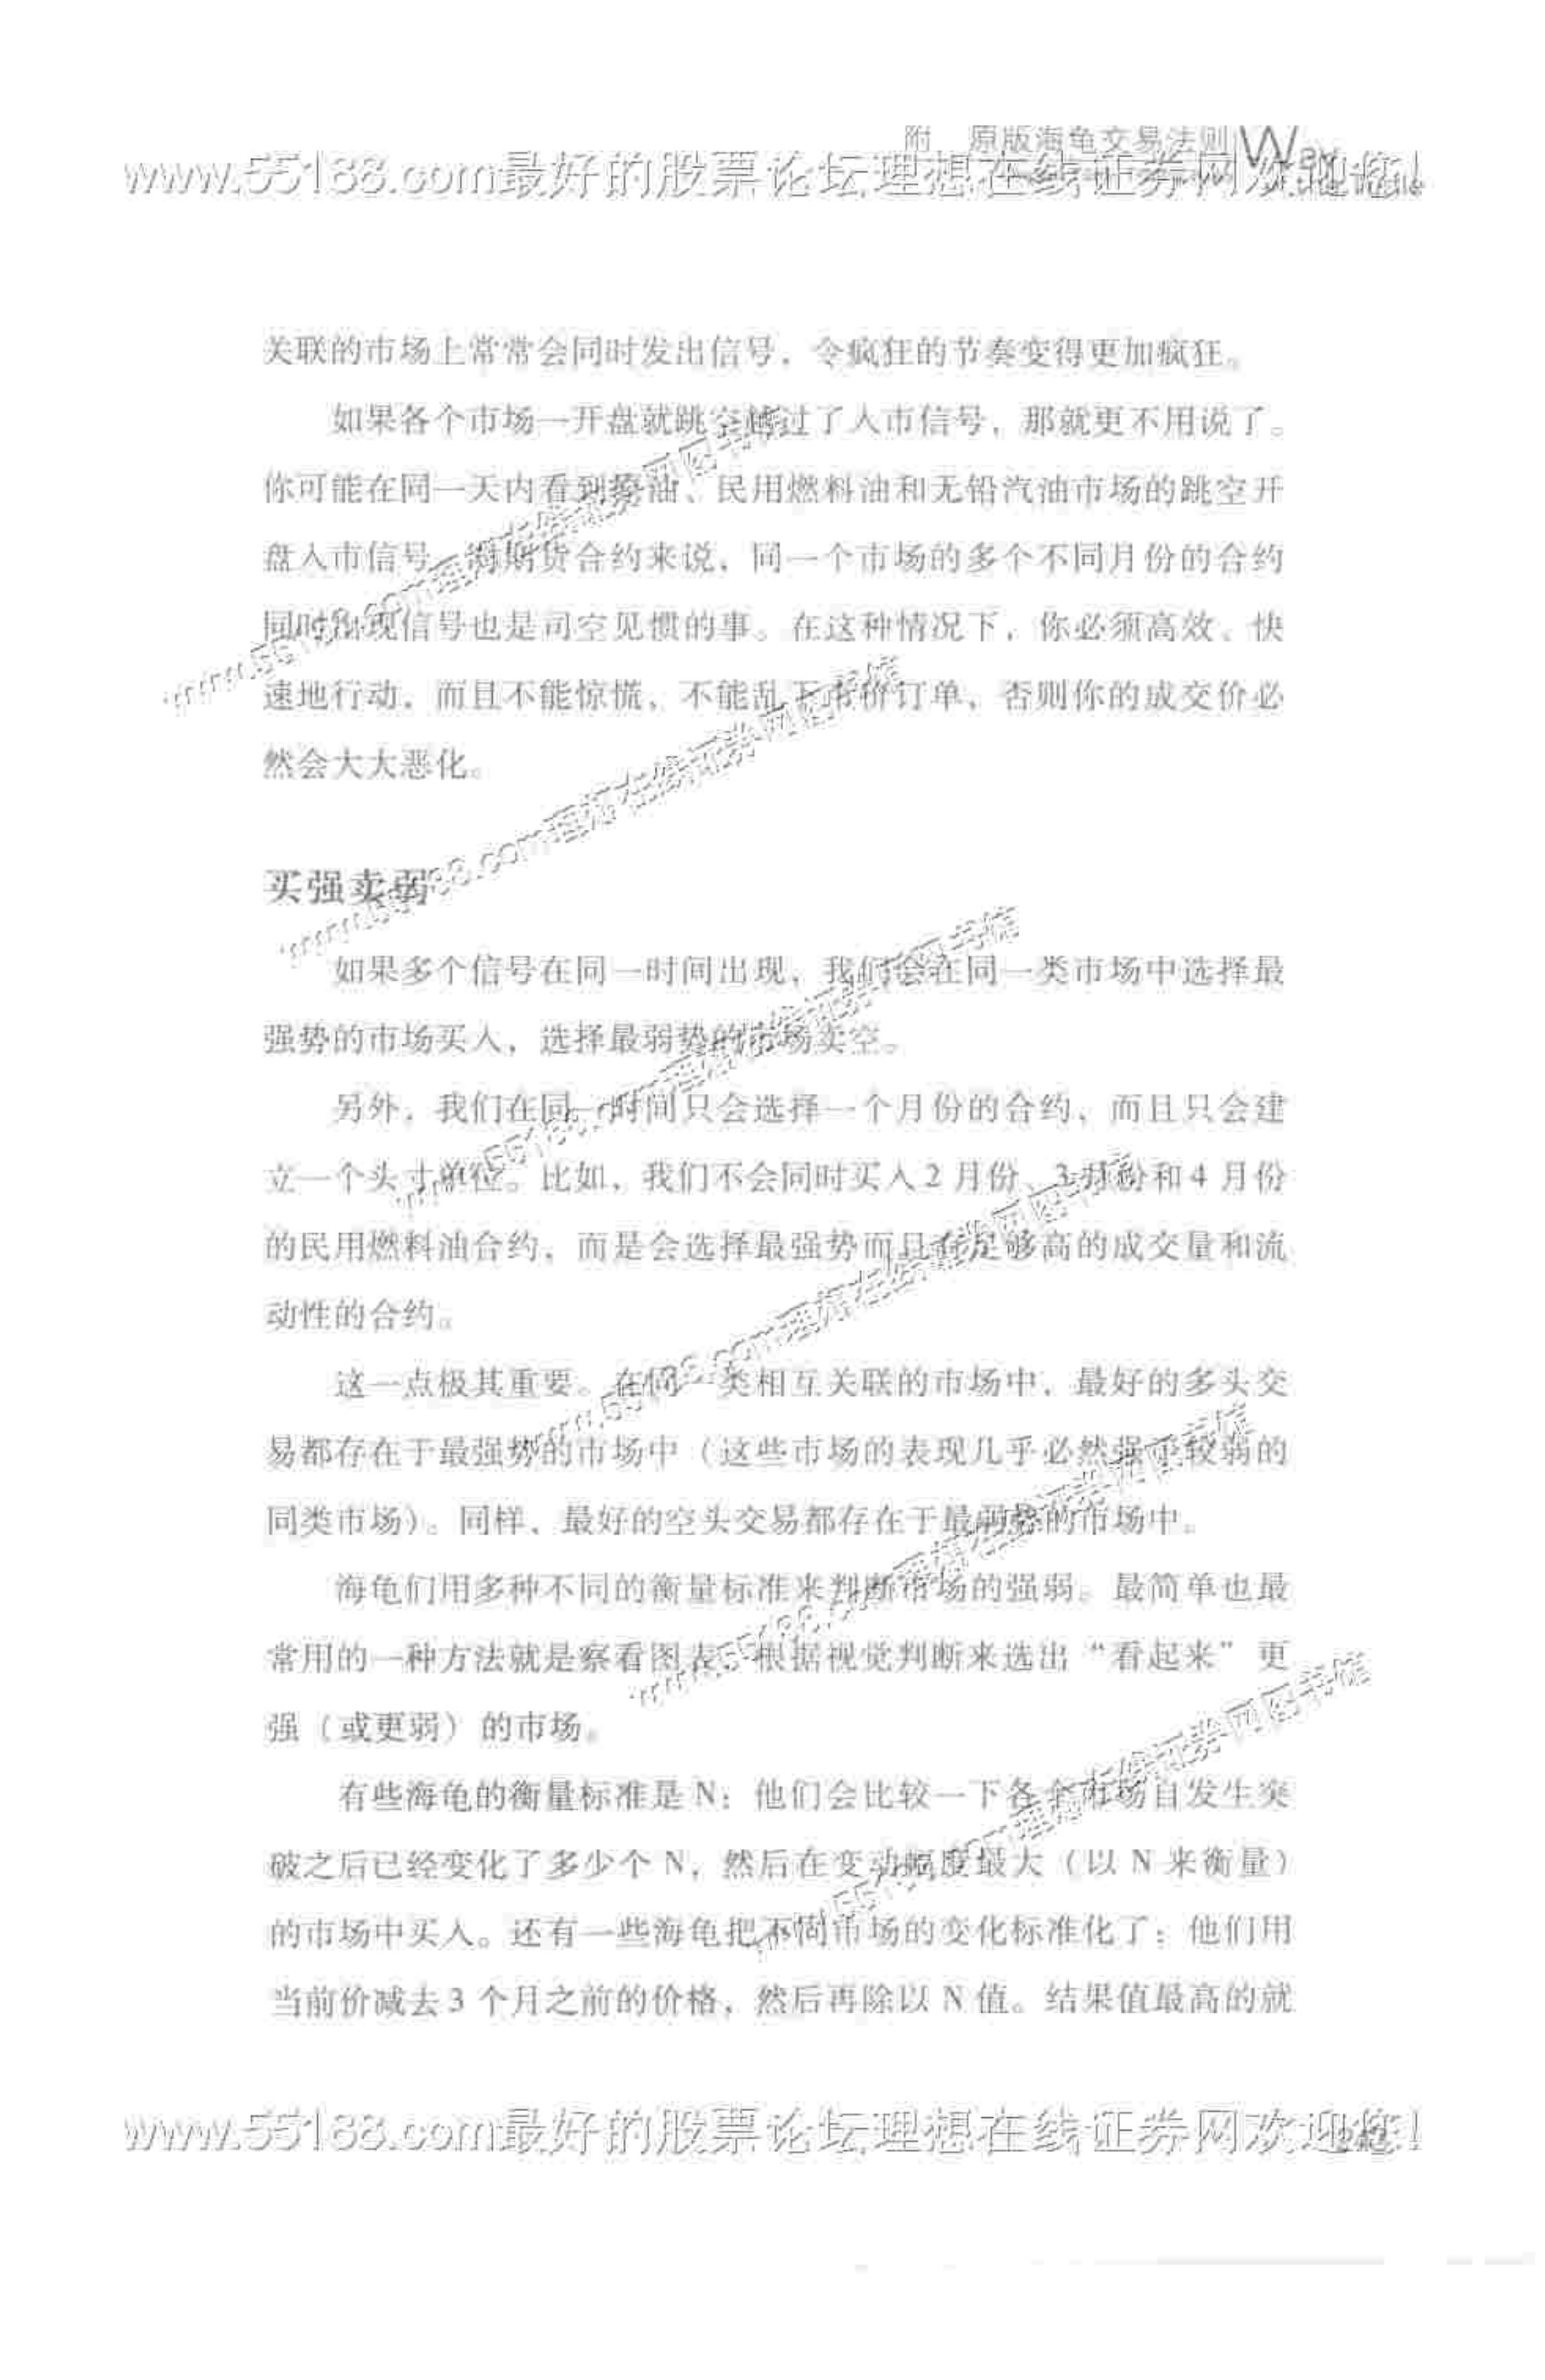 附 原版海龟交易法则 Way
www.55188.com最好的股票论坛理想在线证券网欢迎您!
关联的市场上常常会同时发出信号，令疯狂的节奏变得更加疯狂。
如果各个市场一开盘就跳空越过了入市信号，那就更不用说了。
你可能在同一天内看到原油、民用燃料油和无铅汽油市场的跳空开
盘入市信号。对期货合约来说，同一个市场的多个不同月份的合约
同时出现信号也是司空见惯的事。在这种情况下，你必须高效、快
速地行动，而且不能惊慌，不能乱下市价订单，否则你的成交价必
然会大大恶化。
买强卖弱
如果多个信号在同一时间出现，我们会在同一类市场中选择最
强势的市场买入，选择最弱势的市场卖空。
另外，我们在同一时间只会选择一个月份的合约，而且只会建
立一个头寸单位。比如，我们不会同时买入2月份、3月份和4月份
的民用燃料油合约，而是会选择最强势而且有足够高的成交量和流
动性的合约。
这一点极其重要。在同一类相互关联的市场中，最好的多头交
易都存在于最强势的市场中（这些市场的表现几乎必然强于较弱的
同类市场）。同样，最好的空头交易都存在于最弱势的市场中。
海龟们用多种不同的衡量标准来判断市场的强弱。最简单也最
常用的一种方法就是察看图表，根据视觉判断来选出“看起来”更
强（或更弱）的市场。
有些海龟的衡量标准是N：他们会比较一下各个市场自发生突
破之后已经变化了多少个N，然后在变动幅度最大（以N来衡量）
的市场中买入。还有一些海龟把不同市场的变化标准化了：他们用
当前价减去3个月之前的价格，然后再除以N值。结果值最高的就
www.55188.com最好的股票论坛理想在线证券网欢迎您!